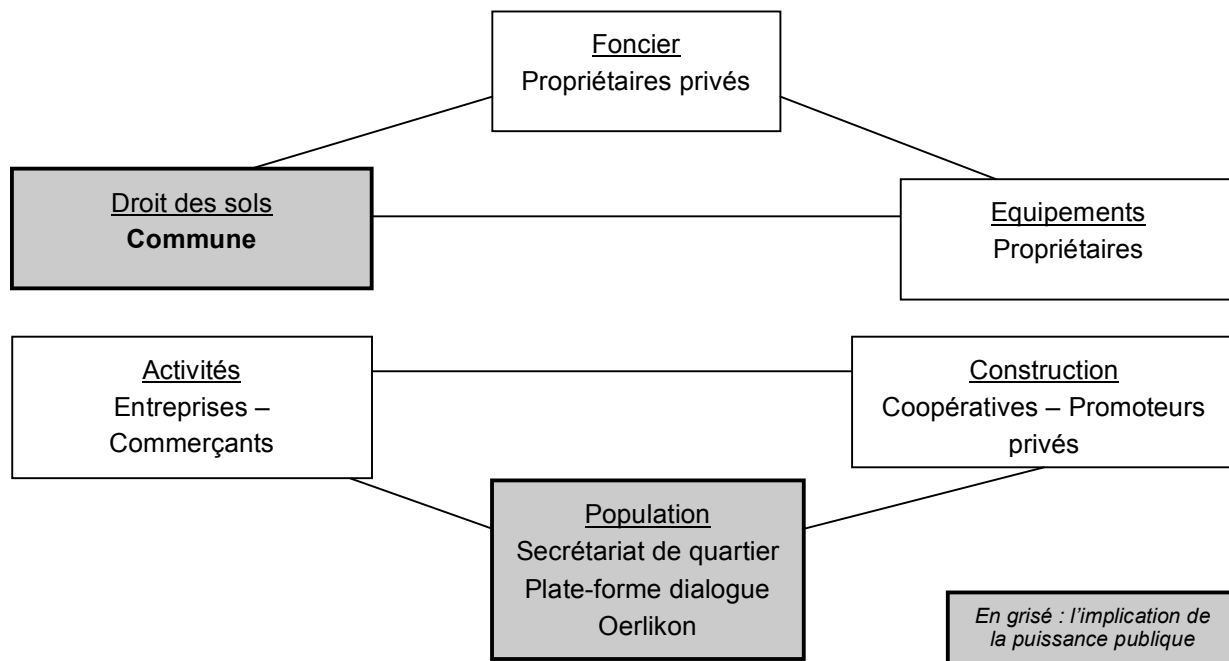 Foncier
Propriétaires privés
Droit des sols
Commune
Equipements
Propriétaires
Activités
Entreprises –
Commerçants
Construction
Coopératives – Promoteurs
privés
Population
Secrétariat de quartier
Plate-forme dialogue
Oerlikon
En grisé : l’implication de
la puissance publique